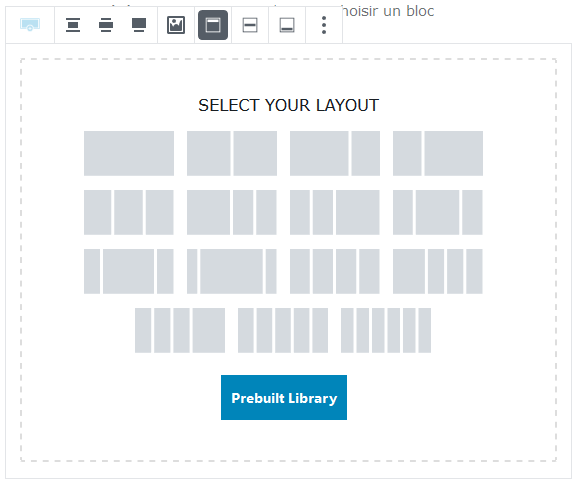 hoisir un bloc
SELECT YOUR LAYOUT
Prebuilt Library